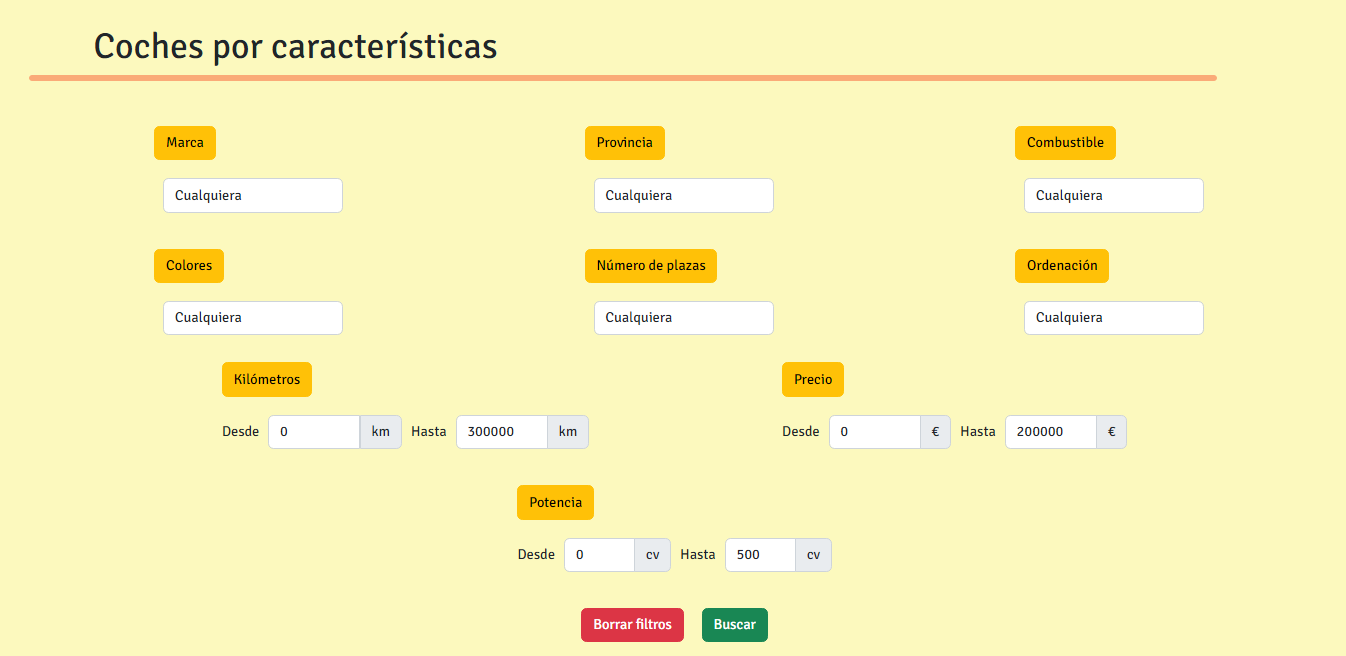 Coches por características
Marca Provincia Combustible
Cualquiera Cualquiera Cualquiera
Colores Número de plazas Ordenación
Cualquiera Cualquiera Cualquiera
Kilómetros Precio
Desde 0 km Hasta 300000 km Desde 0 € Hasta 200000 €
Potencia
Desde 0 cv Hasta 500 cv
Borrar filtros Buscar